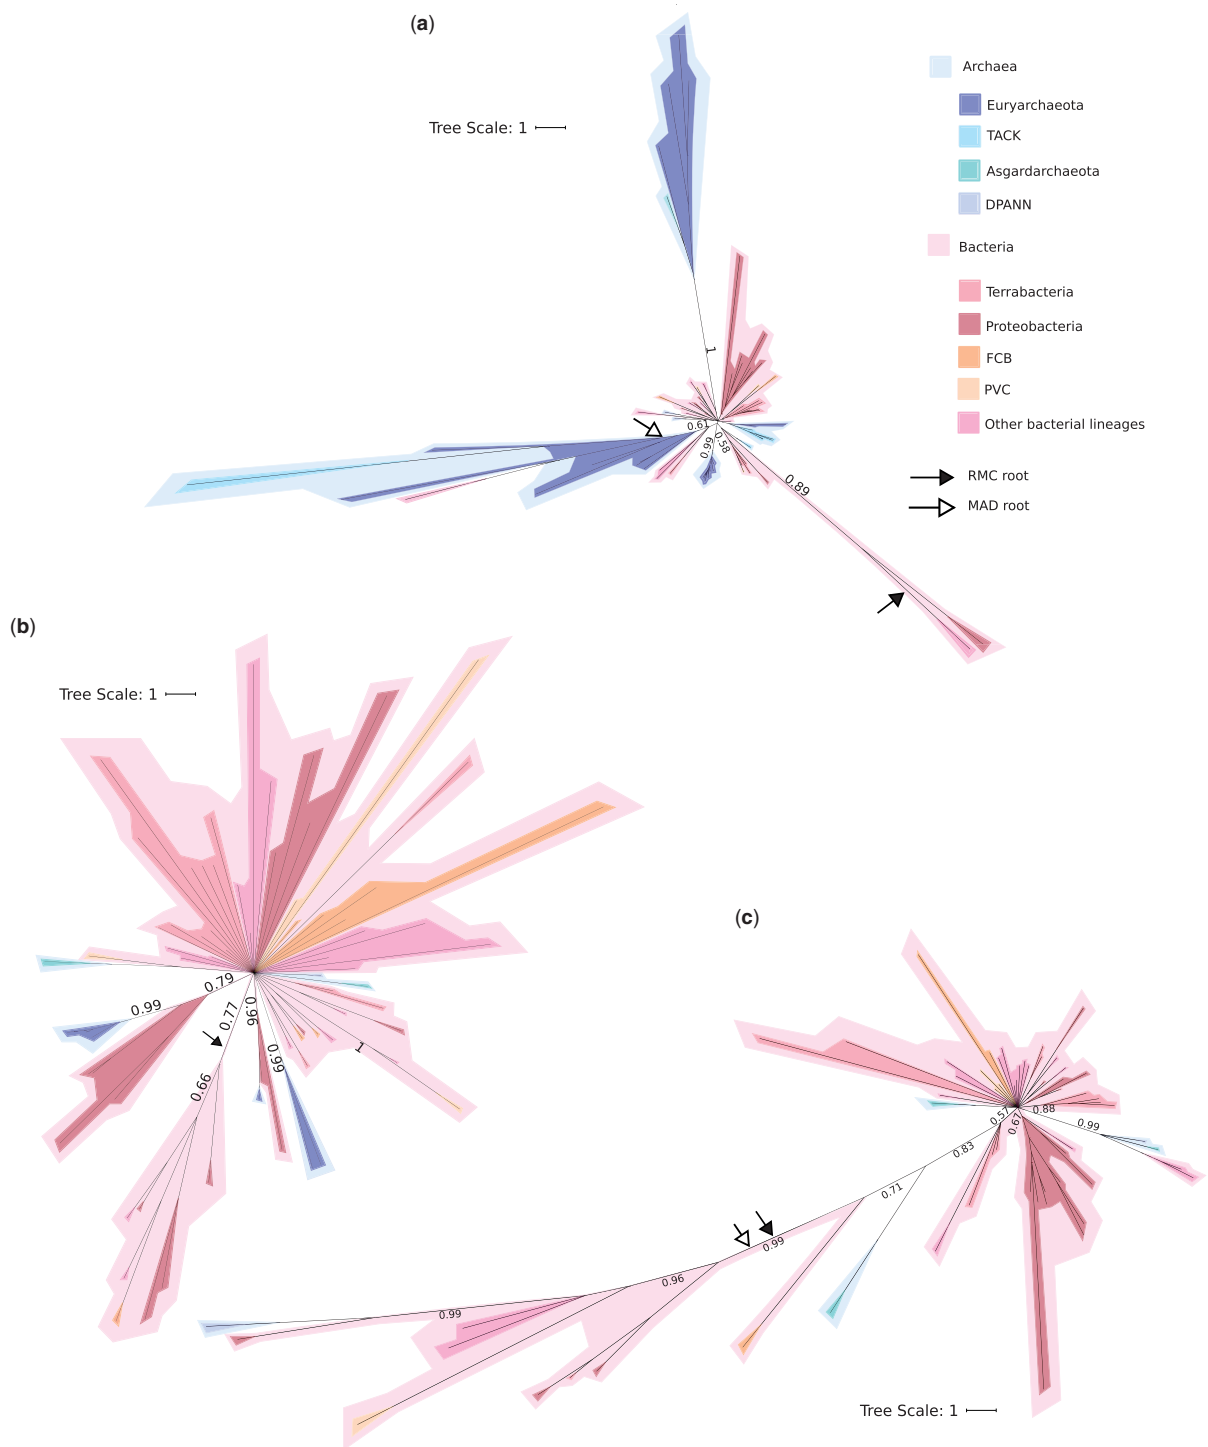 (a)
Tree Scale: 1
Archaea
Euryarchaeota
TACK
Asgardarchaeota
DPANN
Bacteria
Terrabacteria
Proteobacteria
FCB
PVC
Other bacterial lineages
RMC root
MAD root
1
0.61
0.99
0.58
0.89
(b)
Tree Scale: 1
0.79
0.99
0.77
0.96
0.99
1
0.66
(c)
0.57
0.67
0.88
0.99
0.83
0.71
0.99
0.96
0.99
Tree Scale: 1